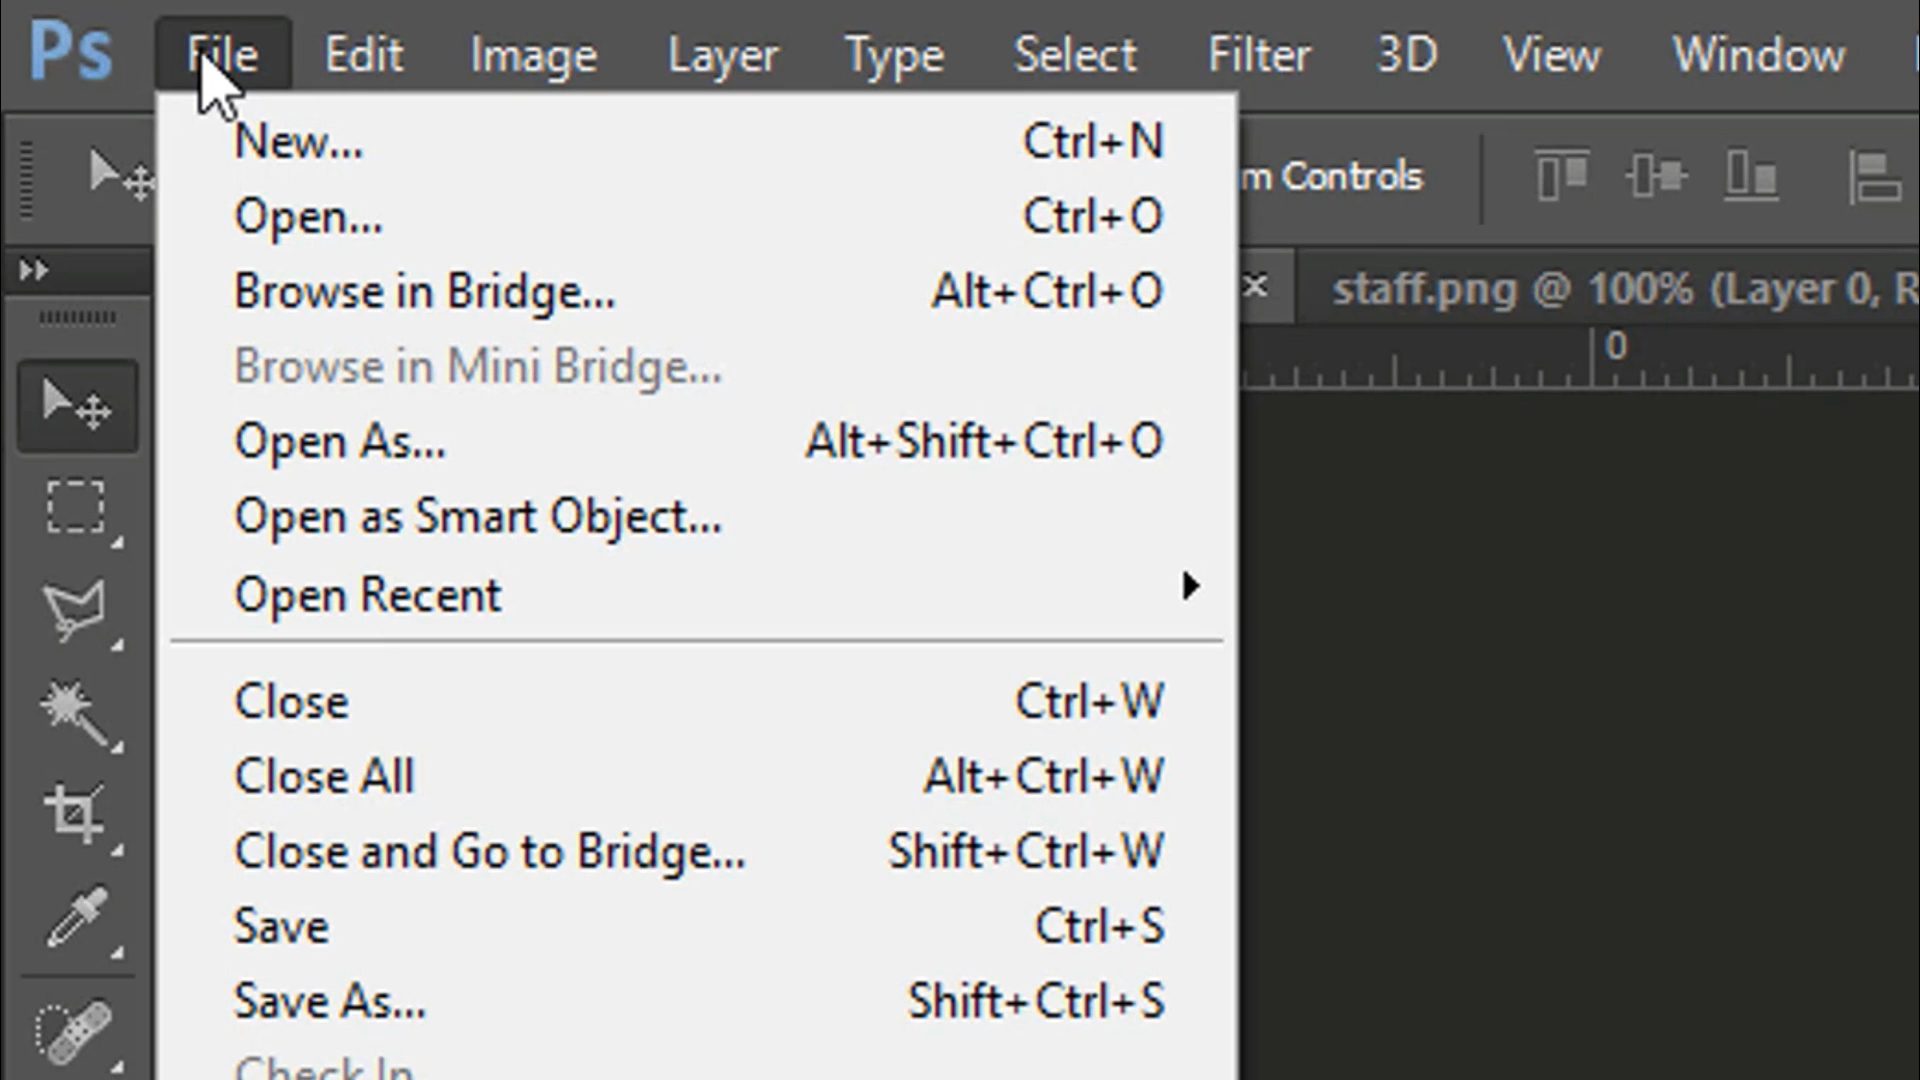 Ps File Edit Image Layer Type Select Filter 3D View Window
New... Ctrl+N
m Controls
Open... Ctrl+O
Browse in Bridge... Alt+Ctrl+O
staff.png @ 100% (Layer 0, R
0
Browse in Mini Bridge...
Open As... Alt+Shift+Ctrl+O
Open as Smart Object...
Open Recent
Close Ctrl+W
Close All Alt+Ctrl+W
Close and Go to Bridge... Shift+Ctrl+W
Save Ctrl+S
Save As... Shift+Ctrl+S
Check In